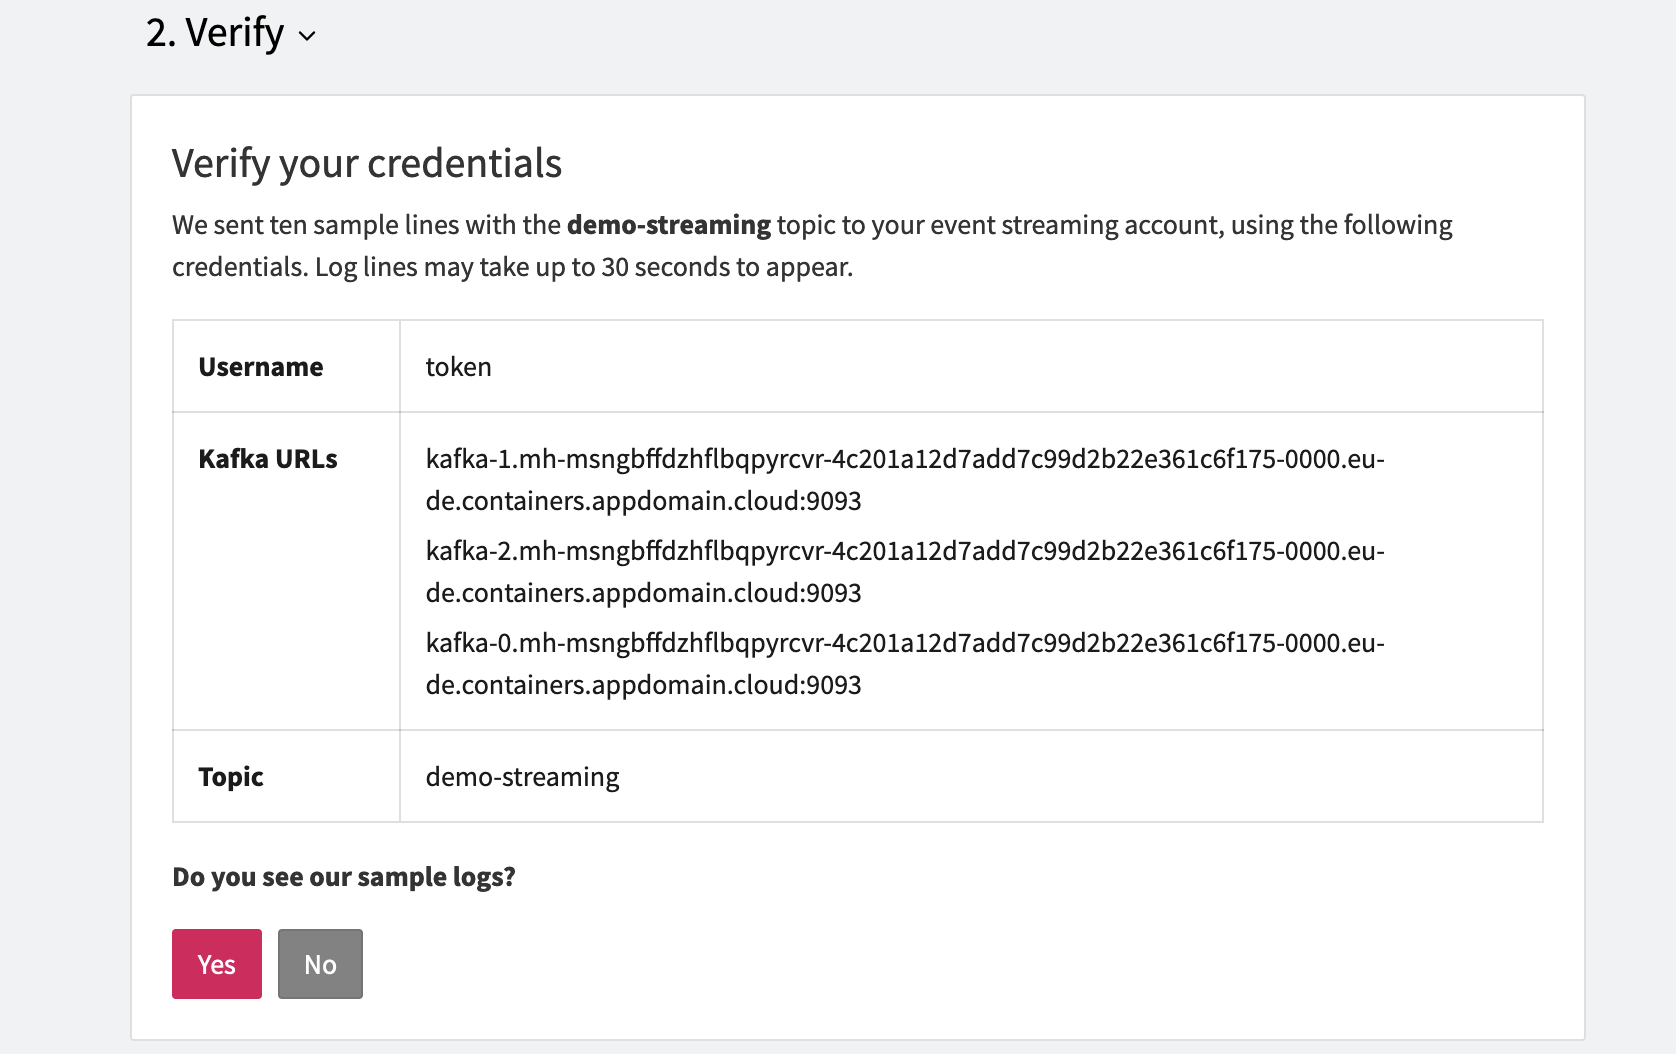 2. Verify
Verify your credentials
We sent ten sample lines with the demo-streaming topic to your event streaming account, using the following
credentials. Log lines may take up to 30 seconds to appear.
Username
token
Kafka URLs
kafka-1.mh-msngbffdzhflbqpyrcvr-4c201a12d7add7c99d2b22e361c6f175-0000.eu-
de.containers.appdomain.cloud:9093
kafka-2.mh-msngbffdzhflbqpyrcvr-4c201a12d7add7c99d2b22e361c6f175-0000.eu-
de.containers.appdomain.cloud:9093
kafka-0.mh-msngbffdzhflbqpyrcvr-4c201a12d7add7c99d2b22e361c6f175-0000.eu-
de.containers.appdomain.cloud:9093
Topic
demo-streaming
Do you see our sample logs?
Yes
No